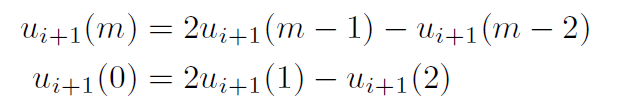 u_{i+1}(m) = 2u_{i+1}(m − 1) − u_{i+1}(m − 2)
u_{i+1}(0) = 2u_{i+1}(1) − u_{i+1}(2)